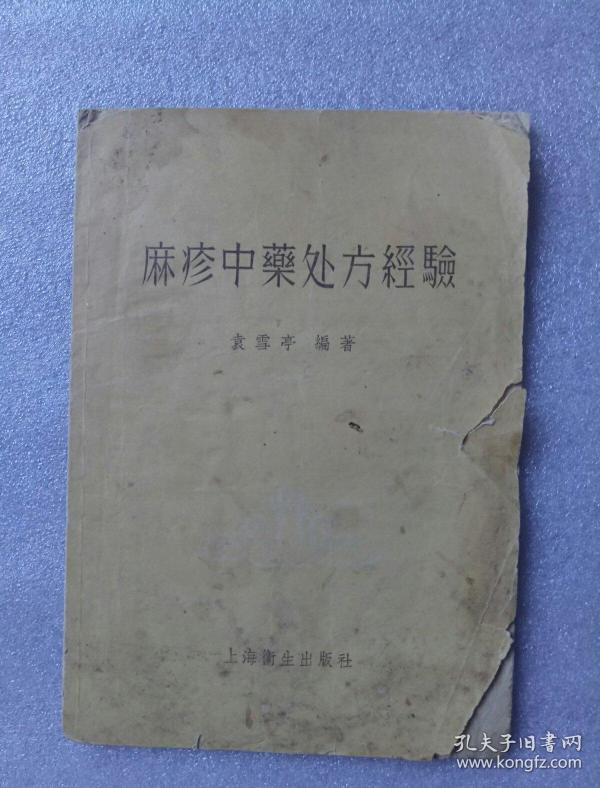 麻疹中藥处方經驗
袁雪亭 編著
上海衛生出版社
孔夫子旧書网
www.kongfz.com